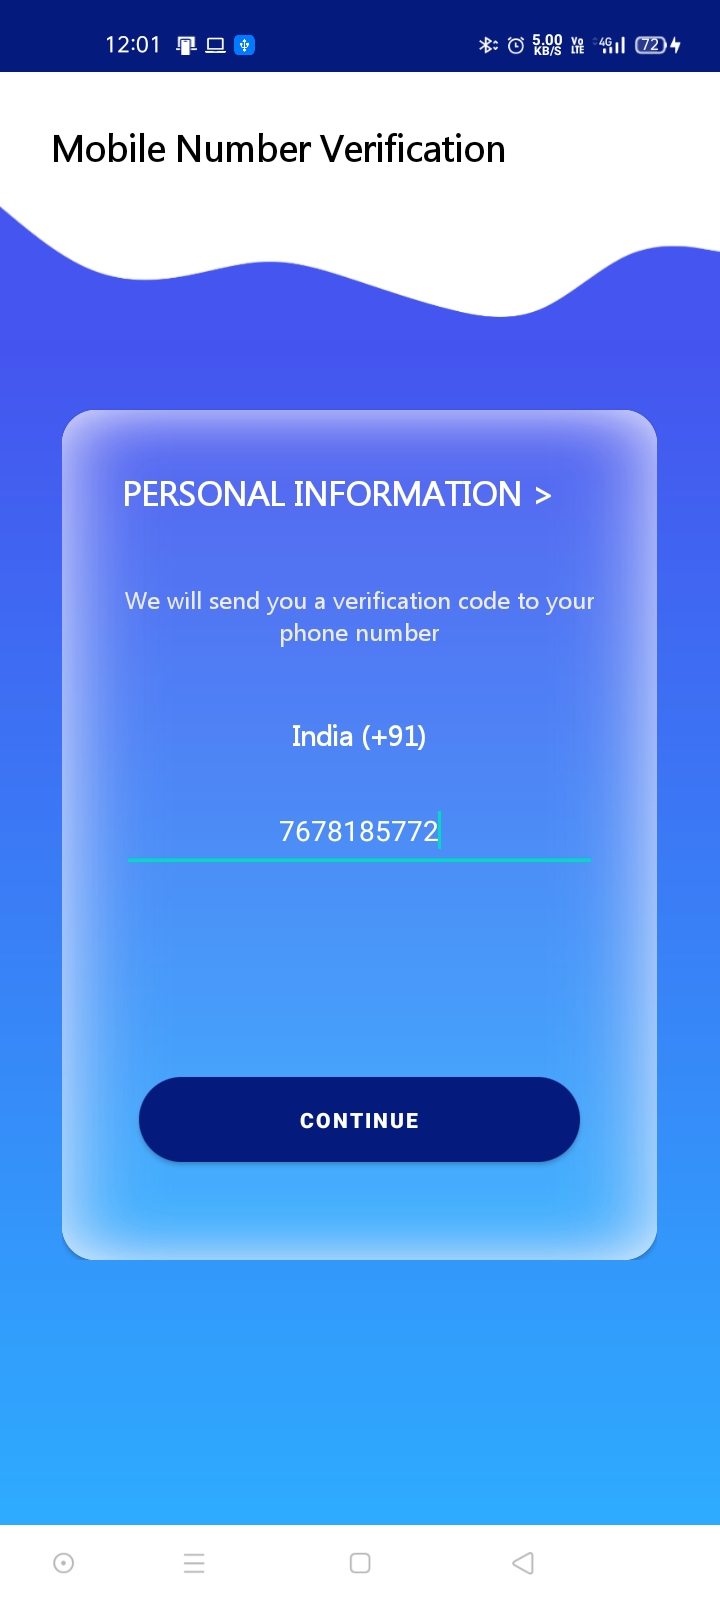 12:01 5.00 KB/S Vo LTE 4G 72
Mobile Number Verification
PERSONAL INFORMATION >
We will send you a verification code to your
phone number
India (+91)
7678185772
CONTINUE